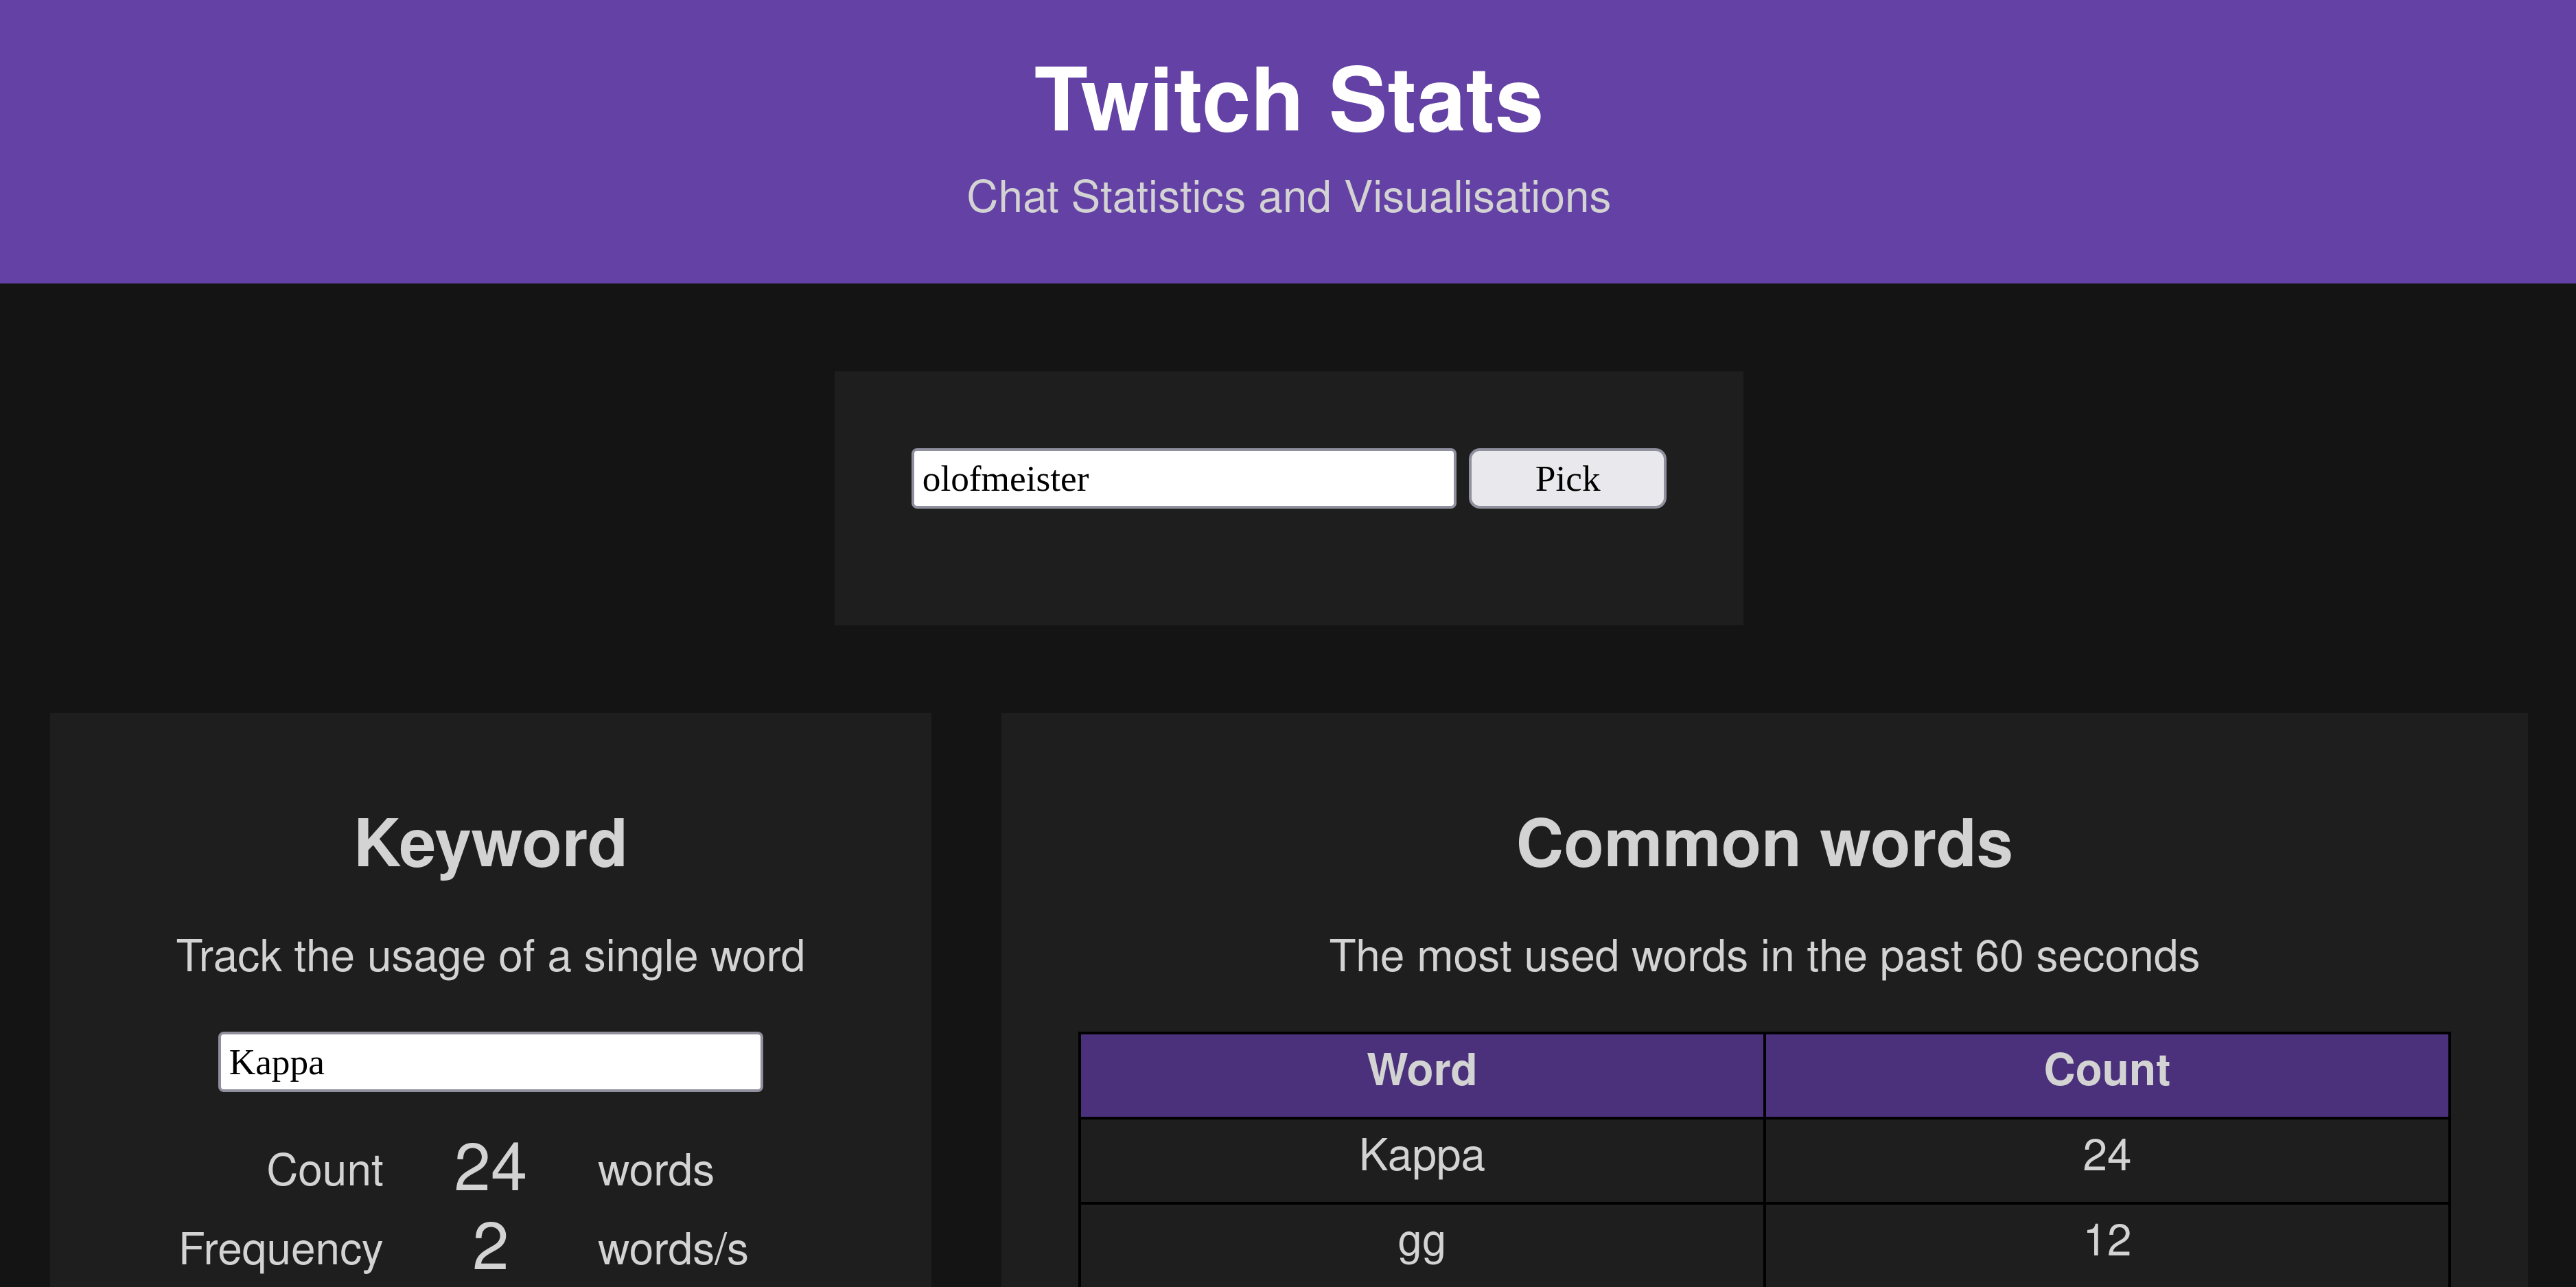 Twitch Stats
Chat Statistics and Visualisations
olofmeister Pick
Keyword
Track the usage of a single word
Kappa
Count 24 words
Frequency 2 words/s
Common words
The most used words in the past 60 seconds
Word Count
Kappa 24
gg 12